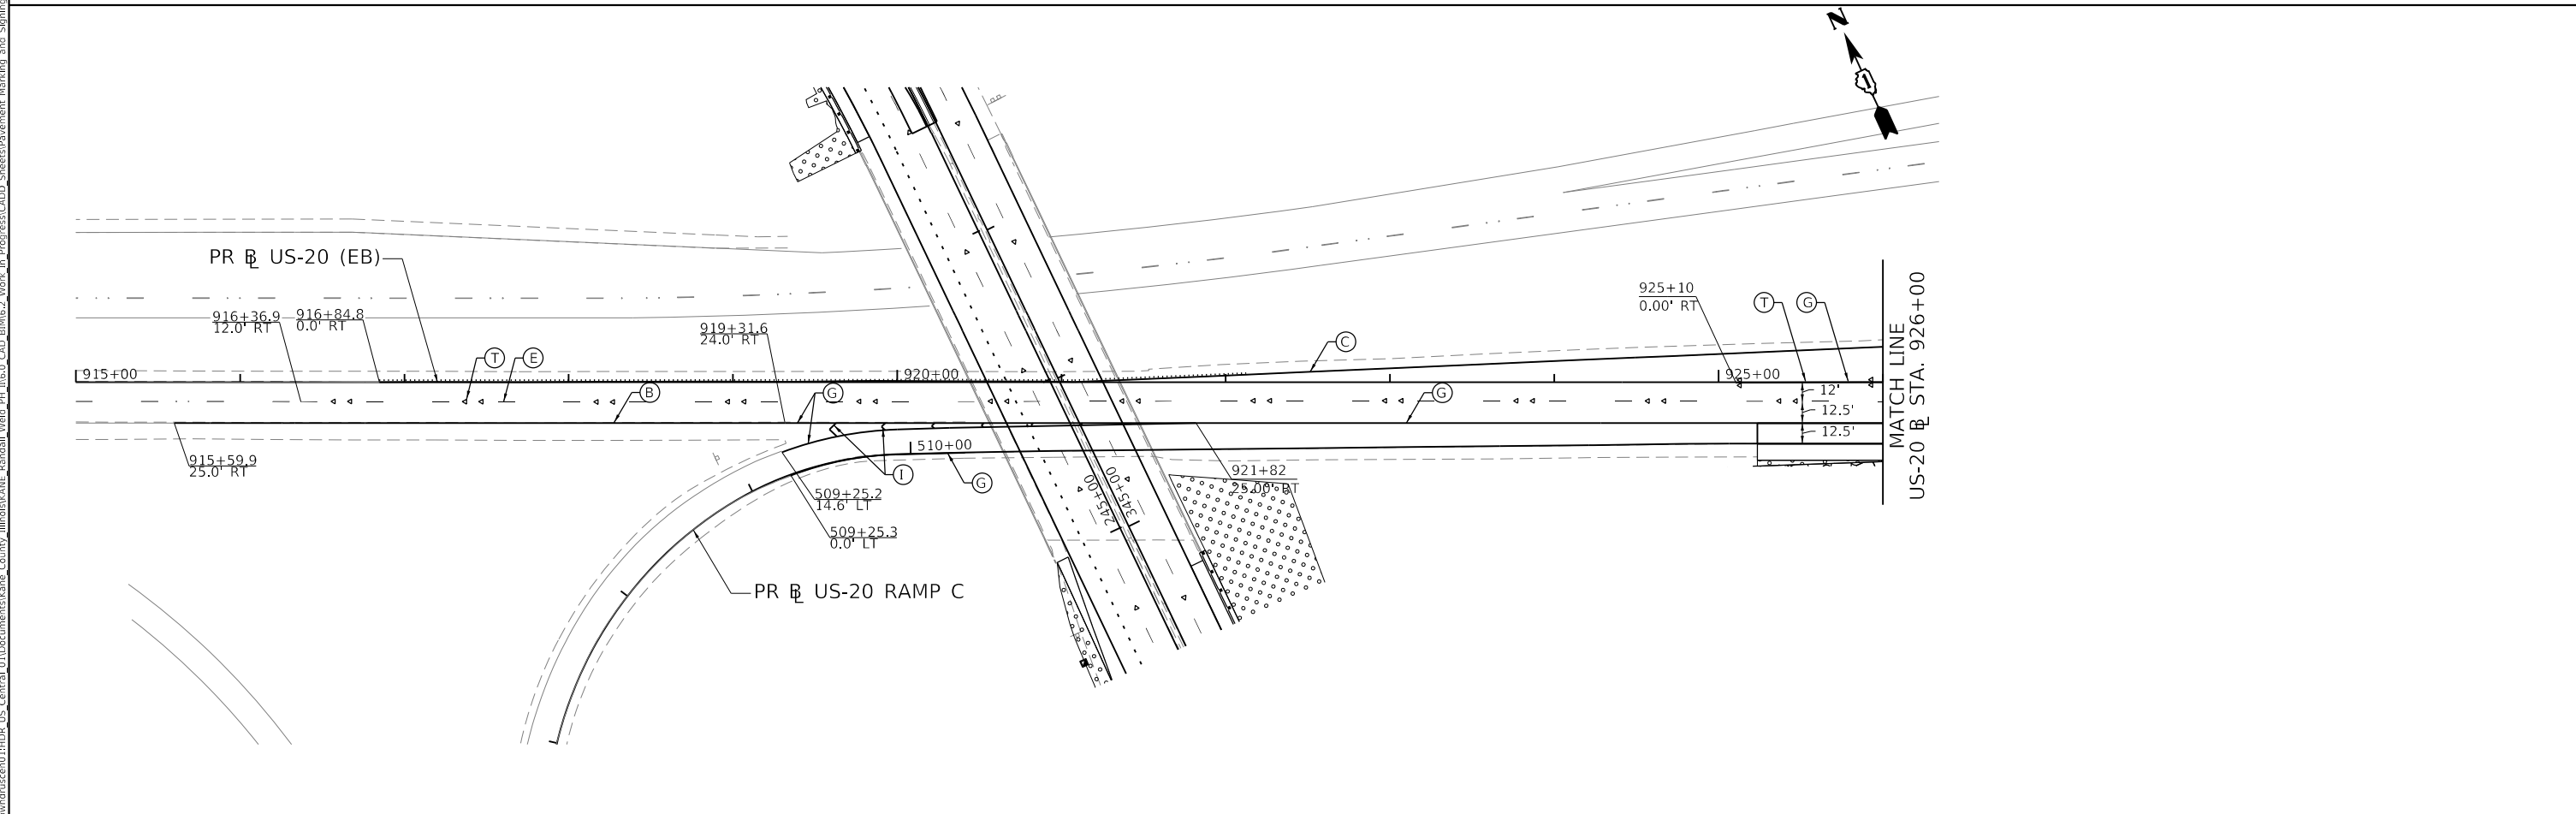 N
1
PR BL US-20 (EB)
916+36.9
12.0' RT
916+84.8
0.0' RT
919+31.6
24.0' RT
925+10
0.00' RT
T
G
C
T
E
915+00
920+00
925+00
B
G
G
12'
12.5'
12.5'
MATCH LINE
US-20 BL STA. 926+00
510+00
915+59.9
25.0' RT
I
G
921+82
25.00' RT
245+00
345+00
509+25.2
14.6' LT
509+25.3
0.0' LT
PR BL US-20 RAMP C